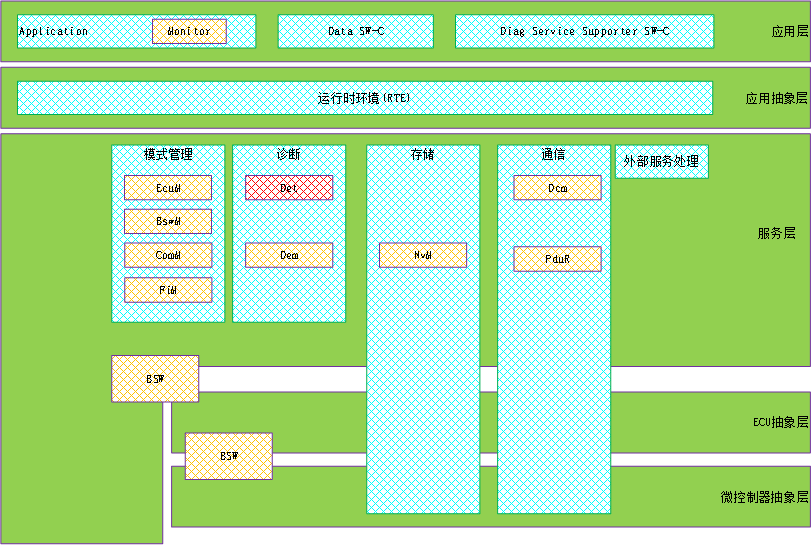 Application
Monitor
Data SW-C
Diag Service Supporter SW-C
应用层
运行时环境(RTE)
应用抽象层
模式管理
诊断
存储
通信
外部服务处理
EcuM
Det
Dcm
BswM
服务层
ComM
Dem
NvM
PduR
FiM
BSW
ECU抽象层
BSW
微控制器抽象层